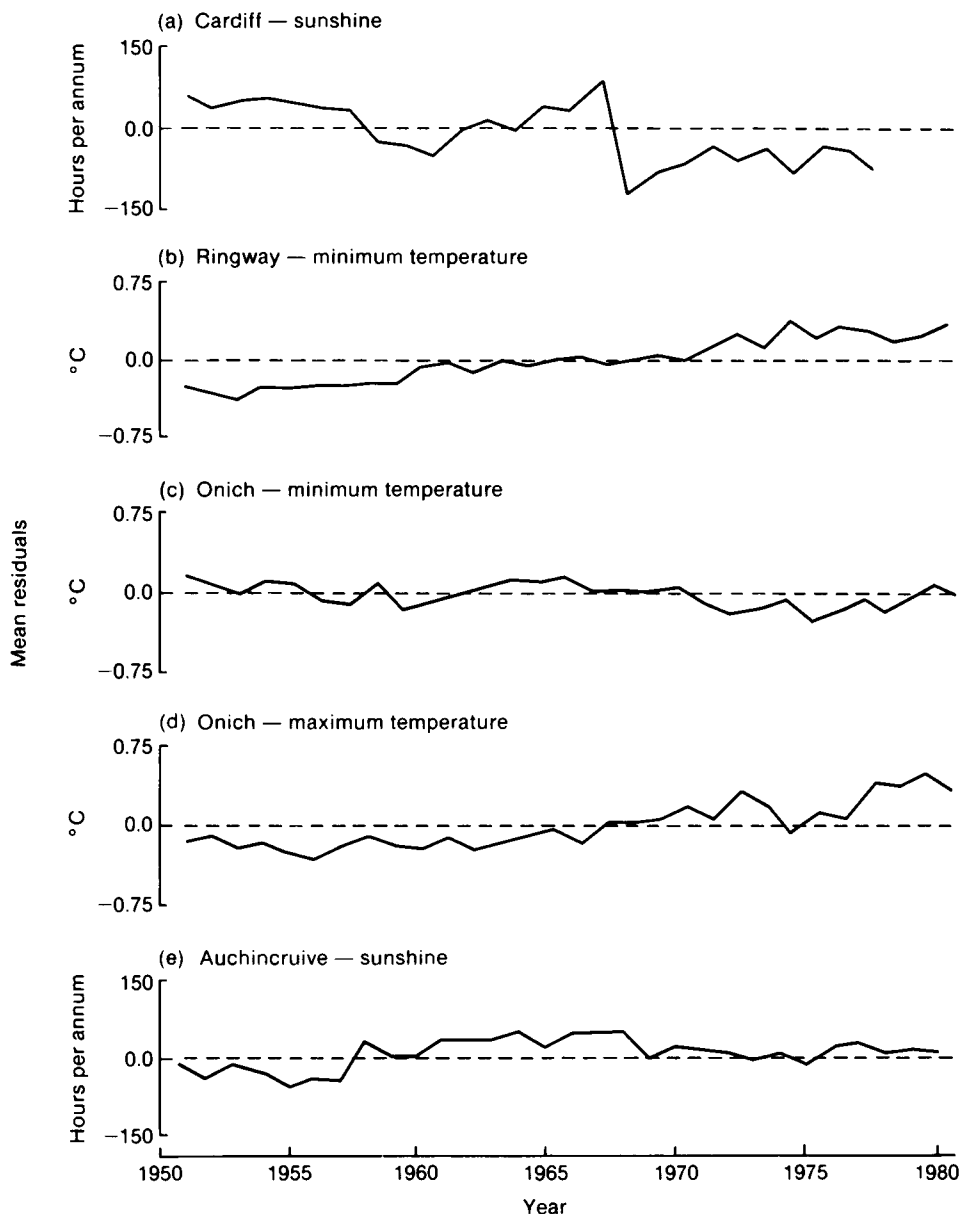 (a) Cardiff — sunshine
150
0.0
−150
Hours per annum
(b) Ringway — minimum temperature
0.75
0.0
−0.75
°C
(c) Onich — minimum temperature
0.75
0.0
−0.75
°C
Mean residuals
(d) Onich — maximum temperature
0.75
0.0
−0.75
°C
(e) Auchincruive — sunshine
150
0.0
−150
Hours per annum
1950 1955 1960 1965 1970 1975 1980
Year